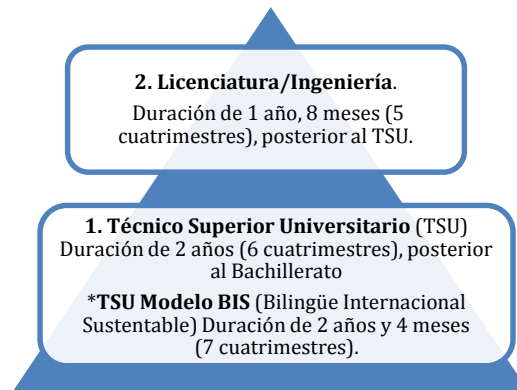 2. Licenciatura/Ingeniería.
Duración de 1 año, 8 meses (5
cuatrimestres), posterior al TSU.
1. Técnico Superior Universitario (TSU)
Duración de 2 años (6 cuatrimestres), posterior
al Bachillerato
*TSU Modelo BIS (Bilingüe Internacional
Sustentable) Duración de 2 años y 4 meses
(7 cuatrimestres).